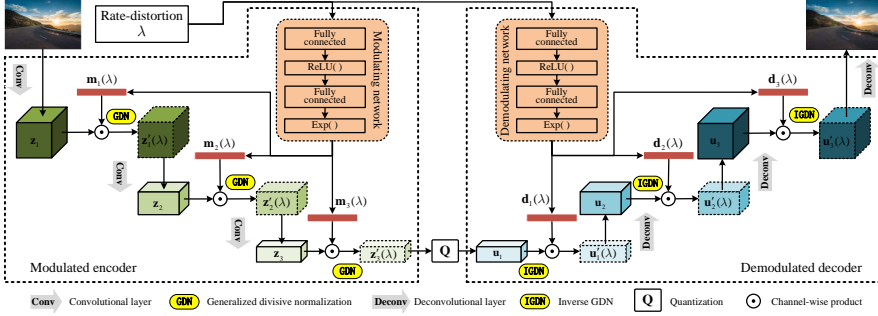 Rate-distortion
λ
Fully
connected
ReLU( )
Fully
connected
Exp( )
Modulating network
Fully
connected
ReLU( )
Fully
connected
Exp( )
Demodulating network
Conv
m₁(λ)
GDN
z₁
z′₁(λ)
Conv
m₂(λ)
GDN
z₂
z′₂(λ)
Conv
m₃(λ)
GDN
z₃
z′₃(λ)
Q
u₁
d₁(λ)
IGDN
u′₁(λ)
Deconv
u₂
d₂(λ)
IGDN
u′₂(λ)
Deconv
u₃
d₃(λ)
IGDN
u′₃(λ)
Deconv
Modulated encoder
Demodulated decoder
Conv Convolutional layer GDN Generalized divisive normalization Deconv Deconvolutional layer IGDN Inverse GDN Q Quantization Channel-wise product